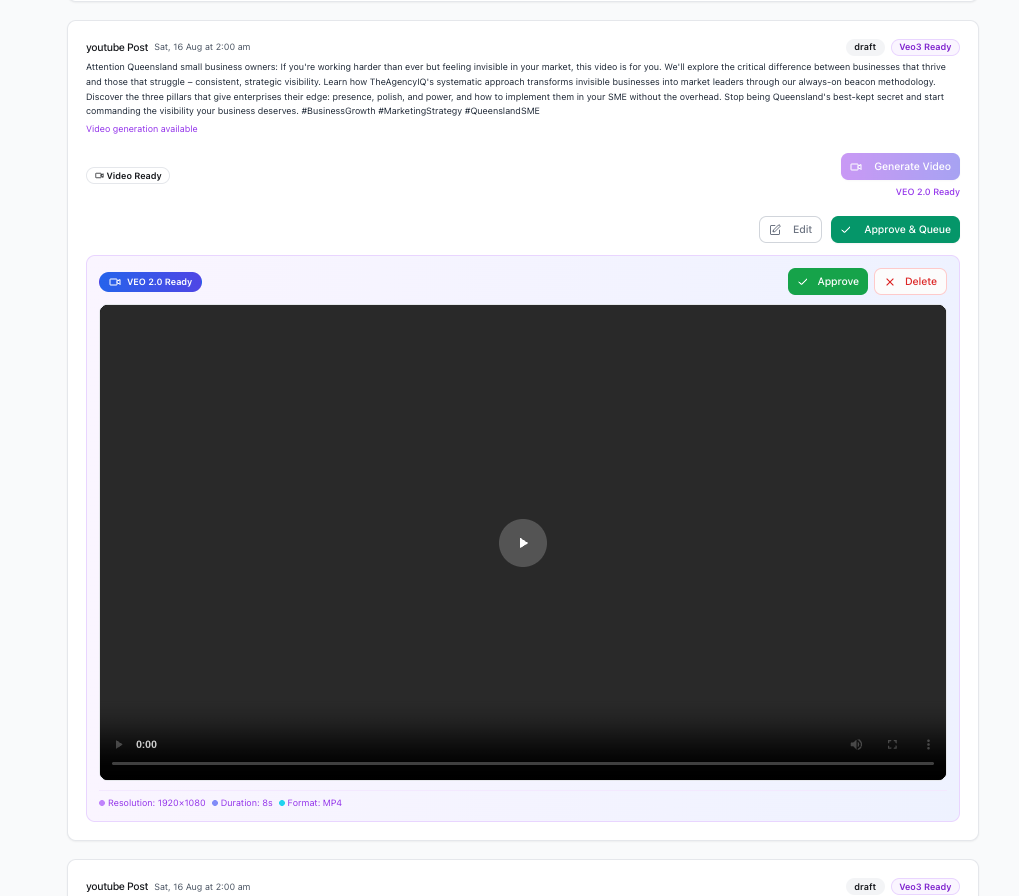 youtube Post Sat, 16 Aug at 2:00 am draft Veo3 Ready
Attention Queensland small business owners: If you're working harder than ever but feeling invisible in your market, this video is for you. We'll explore the critical difference between businesses that thrive
and those that struggle – consistent, strategic visibility. Learn how TheAgencyIQ's systematic approach transforms invisible businesses into market leaders through our always-on beacon methodology.
Discover the three pillars that give enterprises their edge: presence, polish, and power, and how to implement them in your SME without the overhead. Stop being Queensland's best-kept secret and start
commanding the visibility your business deserves. #BusinessGrowth #MarketingStrategy #QueenslandSME
Video generation available
Video Ready
Generate Video
VEO 2.0 Ready
Edit
Approve & Queue
VEO 2.0 Ready
Approve
Delete
0:00
Resolution: 1920×1080 Duration: 8s Format: MP4
youtube Post Sat, 16 Aug at 2:00 am draft Veo3 Ready